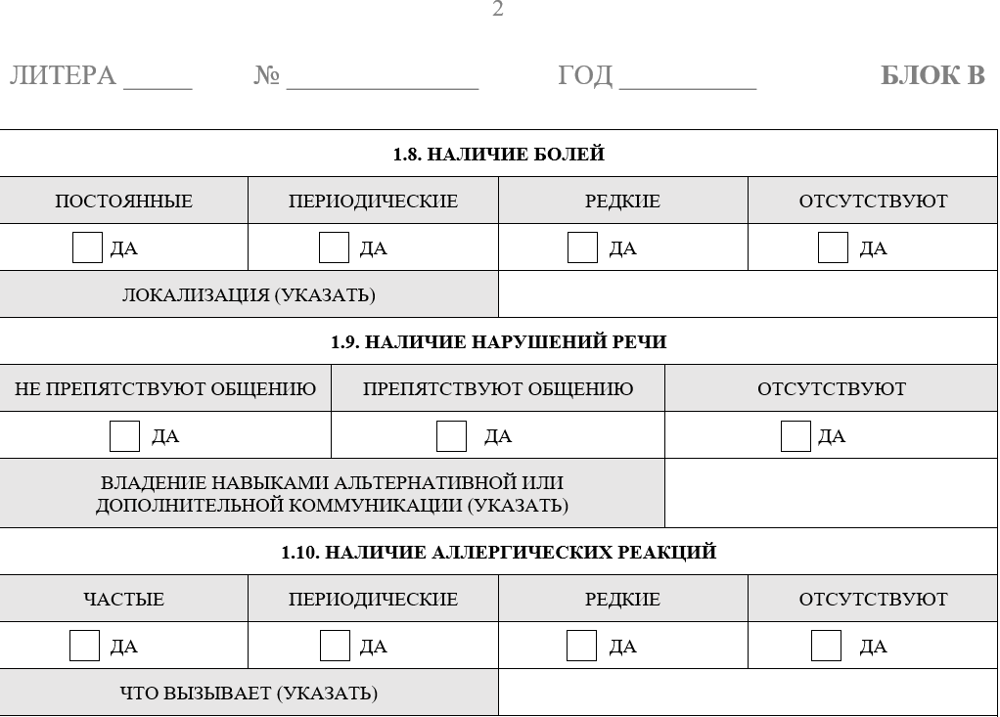 2
ЛИТЕРА _____ № ______________ ГОД __________ БЛОК В
1.8. НАЛИЧИЕ БОЛЕЙ
ПОСТОЯННЫЕ ПЕРИОДИЧЕСКИЕ РЕДКИЕ ОТСУТСТВУЮТ
ДА ДА ДА ДА
ЛОКАЛИЗАЦИЯ (УКАЗАТЬ)
1.9. НАЛИЧИЕ НАРУШЕНИЙ РЕЧИ
НЕ ПРЕПЯТСТВУЮТ ОБЩЕНИЮ ПРЕПЯТСТВУЮТ ОБЩЕНИЮ ОТСУТСТВУЮТ
ДА ДА ДА
ВЛАДЕНИЕ НАВЫКАМИ АЛЬТЕРНАТИВНОЙ ИЛИ
ДОПОЛНИТЕЛЬНОЙ КОММУНИКАЦИИ (УКАЗАТЬ)
1.10. НАЛИЧИЕ АЛЛЕРГИЧЕСКИХ РЕАКЦИЙ
ЧАСТЫЕ ПЕРИОДИЧЕСКИЕ РЕДКИЕ ОТСУТСТВУЮТ
ДА ДА ДА ДА
ЧТО ВЫЗЫВАЕТ (УКАЗАТЬ)